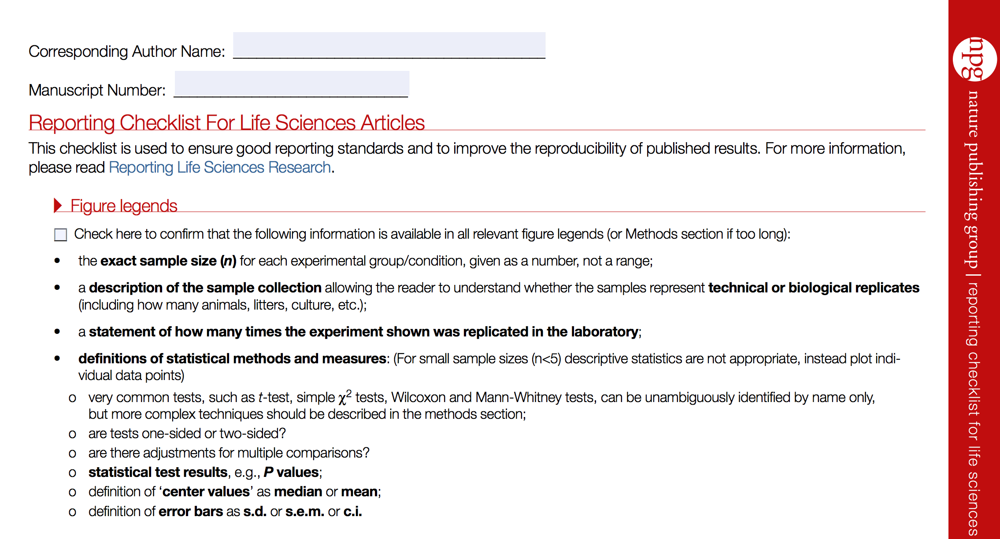 Corresponding Author Name:
Manuscript Number:
Reporting Checklist For Life Sciences Articles
This checklist is used to ensure good reporting standards and to improve the reproducibility of published results. For more information,
please read Reporting Life Sciences Research.
Figure legends
Check here to confirm that the following information is available in all relevant figure legends (or Methods section if too long):
• the exact sample size (n) for each experimental group/condition, given as a number, not a range;
• a description of the sample collection allowing the reader to understand whether the samples represent technical or biological replicates
(including how many animals, litters, culture, etc.);
• a statement of how many times the experiment shown was replicated in the laboratory;
• definitions of statistical methods and measures: (For small sample sizes (n<5) descriptive statistics are not appropriate, instead plot indi-
vidual data points)
o very common tests, such as t-test, simple χ² tests, Wilcoxon and Mann-Whitney tests, can be unambiguously identified by name only,
but more complex techniques should be described in the methods section;
o are tests one-sided or two-sided?
o are there adjustments for multiple comparisons?
o statistical test results, e.g., P values;
o definition of ‘center values’ as median or mean;
o definition of error bars as s.d. or s.e.m. or c.i.
npg
nature publishing group | reporting checklist for life sciences